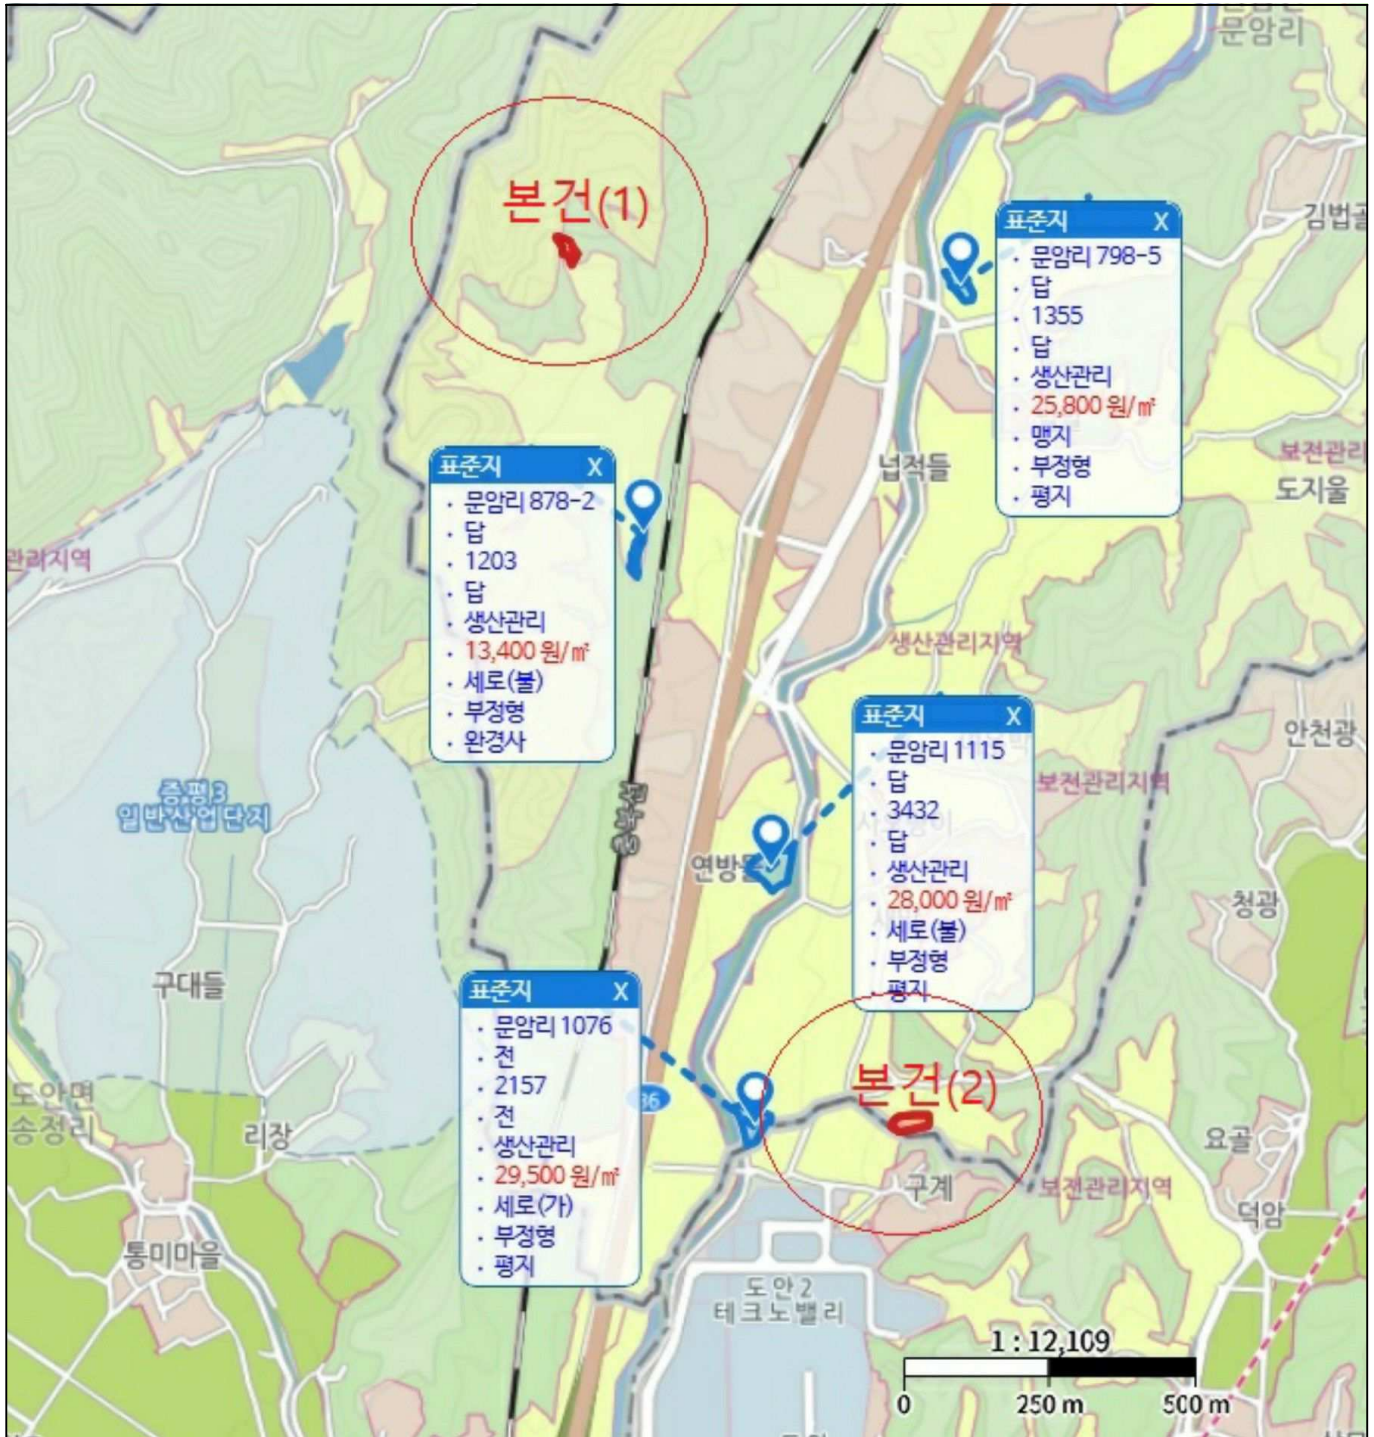 문암리
본건(1)
표준지 X
· 문암리 798-5
· 답
· 1355
· 답
· 생산관리
· 25,800 원/㎡
· 맹지
· 부정형
· 평지
김법골
보전관리
도지울
넙적들
표준지 X
· 문암리 878-2
· 답
· 1203
· 답
· 생산관리
· 13,400 원/㎡
· 세로(불)
· 부정형
· 완경사
관리지역
생산관리지역
표준지 X
· 문암리 1115
· 답
· 3432
· 답
· 생산관리
· 28,000 원/㎡
· 세로(불)
· 부정형
· 평지
안천광
보전관리지역
증평3
일반산업단지
충북선
연방들
청광
구대들
표준지 X
· 문암리 1076
· 전
· 2157
· 전
· 생산관리
· 29,500 원/㎡
· 세로(가)
· 부정형
· 평지
36
본건(2)
도안면
송정리
리장
요골
구계
보전관리지역
덕암
통미마을
도안2
테크노밸리
1 : 12,109
0 250 m 500 m